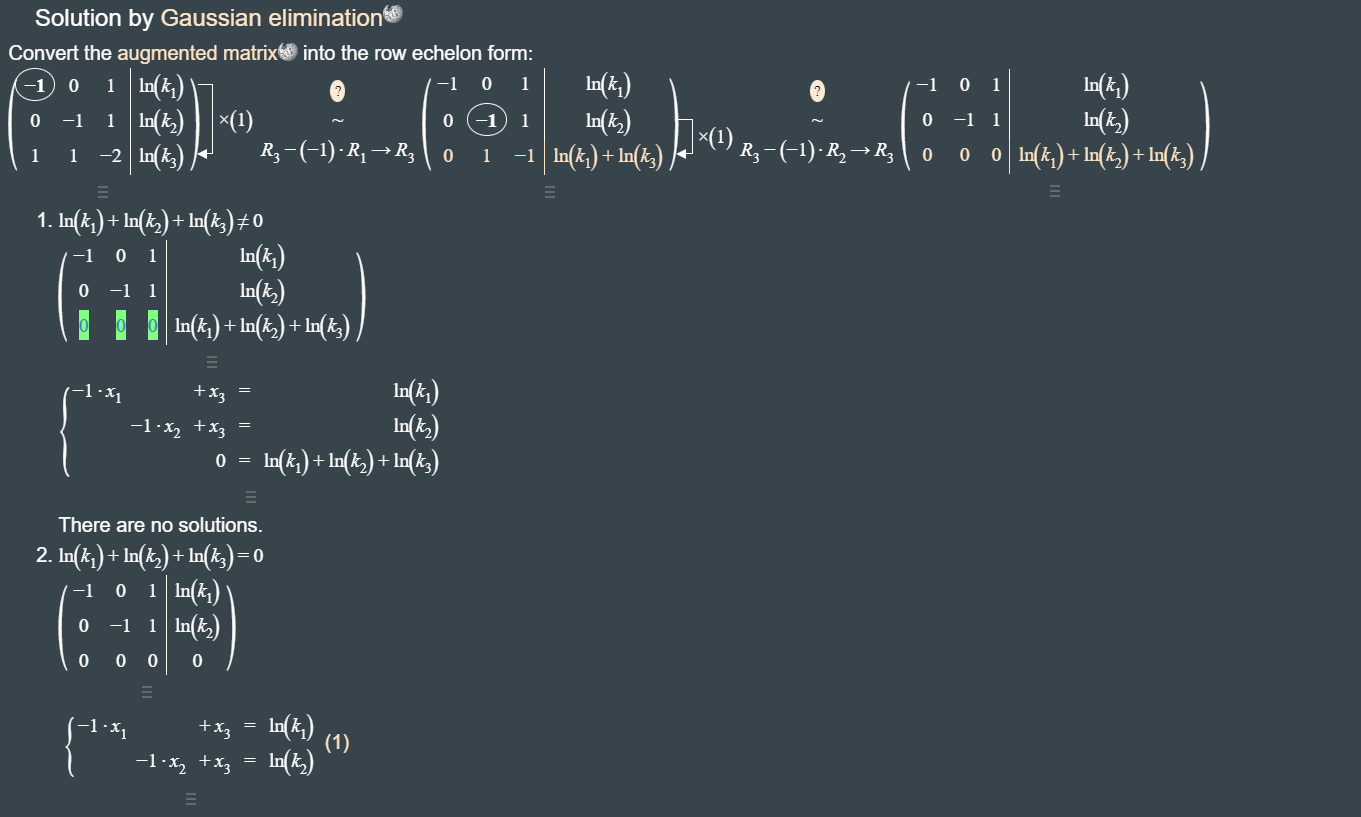 Solution by Gaussian elimination
Convert the augmented matrix into the row echelon form:
−1 0 1 ln(k₁) ? −1 0 1 ln(k₁) ? −1 0 1 ln(k₁)
0 −1 1 ln(k₂) ×(1) ~ 0 −1 1 ln(k₂) ×(1) ~ 0 −1 1 ln(k₂)
1 1 −2 ln(k₃) R₃−(−1)·R₁→R₃ 0 1 −1 ln(k₁)+ln(k₃) R₃−(−1)·R₂→R₃ 0 0 0 ln(k₁)+ln(k₂)+ln(k₃)
1. ln(k₁)+ln(k₂)+ln(k₃)≠0
−1 0 1 ln(k₁)
0 −1 1 ln(k₂)
0 0 0 ln(k₁)+ln(k₂)+ln(k₃)
−1·x₁ +x₃ = ln(k₁)
−1·x₂ +x₃ = ln(k₂)
0 = ln(k₁)+ln(k₂)+ln(k₃)
There are no solutions.
2. ln(k₁)+ln(k₂)+ln(k₃)=0
−1 0 1 ln(k₁)
0 −1 1 ln(k₂)
0 0 0 0
−1·x₁ +x₃ = ln(k₁) (1)
−1·x₂ +x₃ = ln(k₂)